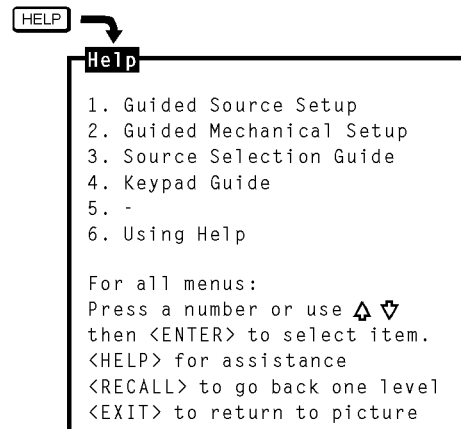 HELP
Help
1. Guided Source Setup
2. Guided Mechanical Setup
3. Source Selection Guide
4. Keypad Guide
5. -
6. Using Help
For all menus:
Press a number or use
then <ENTER> to select item.
<HELP> for assistance
<RECALL> to go back one level
<EXIT> to return to picture